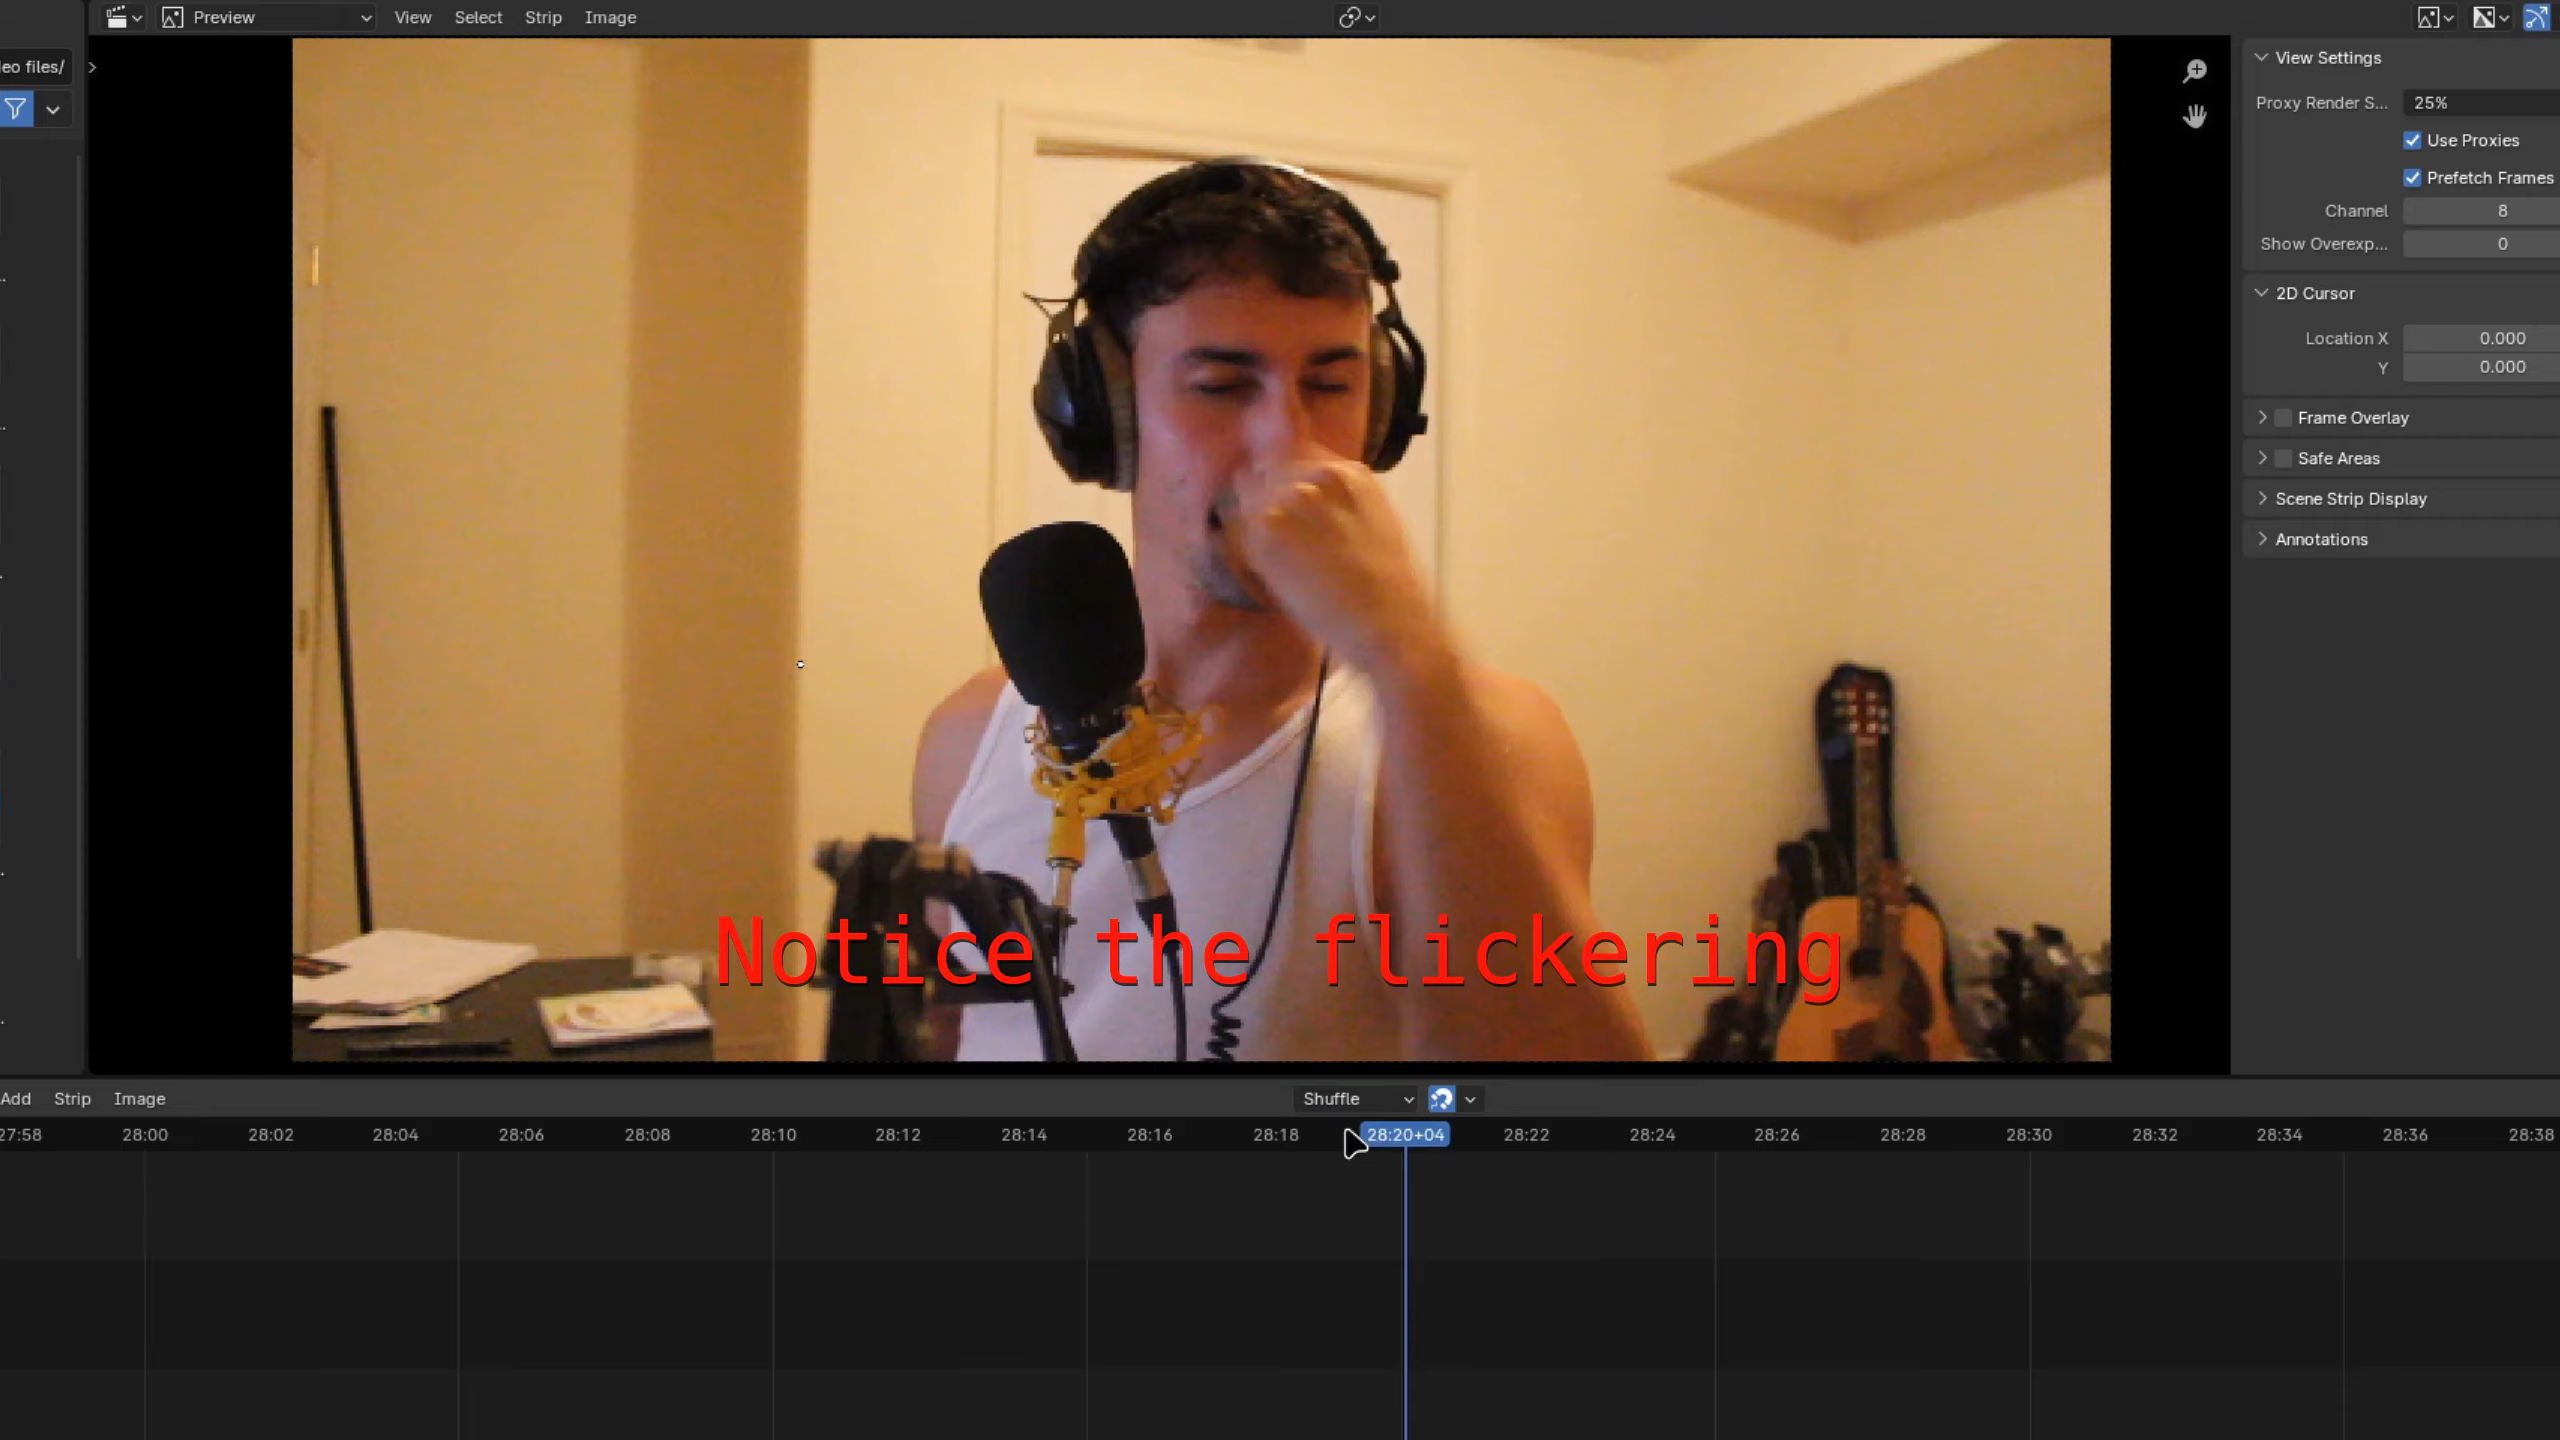 Preview View Select Strip Image
eo files/
View Settings
Proxy Render S... 25%
Use Proxies
Prefetch Frames
Channel 8
Show Overexp... 0
2D Cursor
Location X 0.000
Y 0.000
Frame Overlay
Safe Areas
Scene Strip Display
Annotations
Notice the flickering
Add Strip Image Shuffle
27:58 28:00 28:02 28:04 28:06 28:08 28:10 28:12 28:14 28:16 28:18 28:20+04 28:22 28:24 28:26 28:28 28:30 28:32 28:34 28:36 28:38